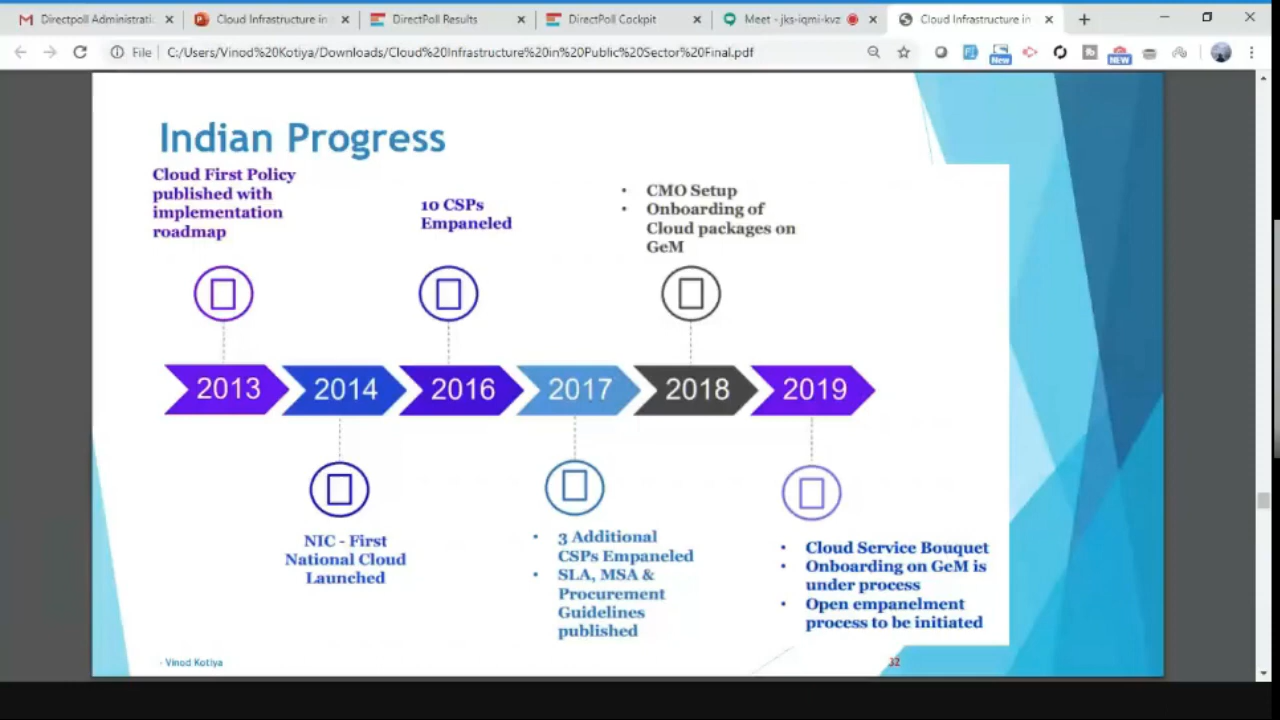 Directpoll Administrati
Cloud Infrastructure in
DirectPoll Results
DirectPoll Cockpit
Meet - jks-iqmi-kvz
Cloud Infrastructure in
File
C:/Users/Vinod%20Kotiya/Downloads/Cloud%20Infrastructure%20in%20Public%20Sector%20Final.pdf
New
NEW
Indian Progress
Cloud First Policy
published with
implementation
roadmap
10 CSPs
Empaneled
• CMO Setup
• Onboarding of
Cloud packages on
GeM
2013
2014
2016
2017
2018
2019
NIC - First
National Cloud
Launched
• 3 Additional
CSPs Empaneled
• SLA, MSA &
Procurement
Guidelines
published
• Cloud Service Bouquet
• Onboarding on GeM is
under process
• Open empanelment
process to be initiated
- Vinod Kotiya
32